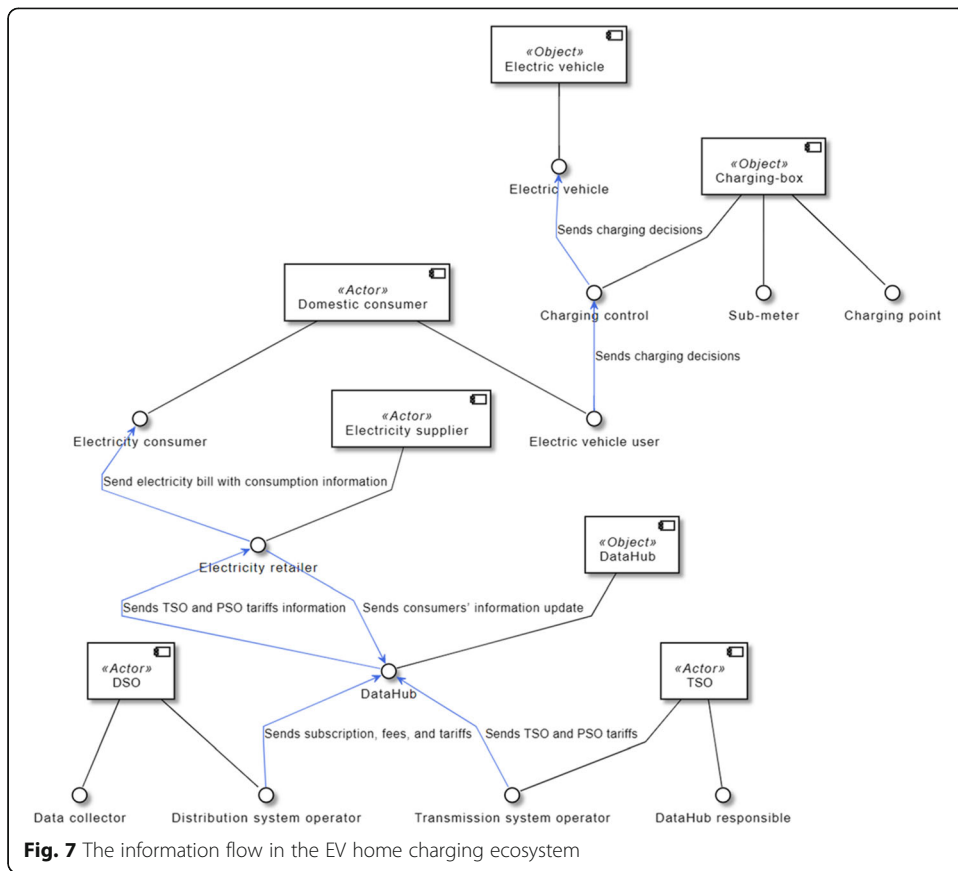 «Object»
Electric vehicle
«Object»
Charging-box
Electric vehicle
Sends charging decisions
«Actor»
Domestic consumer
Charging control
Sub-meter
Charging point
Sends charging decisions
«Actor»
Electricity supplier
Electricity consumer
Electric vehicle user
Send electricity bill with consumption information
«Object»
DataHub
Electricity retailer
Sends TSO and PSO tariffs information
Sends consumers' information update
«Actor»
DSO
«Actor»
TSO
DataHub
Sends subscription, fees, and tariffs
Sends TSO and PSO tariffs
Data collector
Distribution system operator
Transmission system operator
DataHub responsible
Fig. 7 The information flow in the EV home charging ecosystem